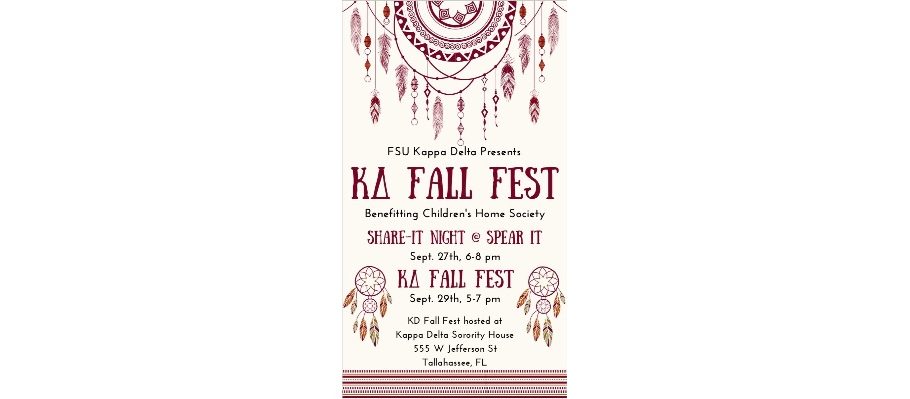 FSU Kappa Delta Presents
KΔ FALL FEST
Benefitting Children's Home Society
SHARE-IT NIGHT @ SPEAR IT
Sept. 27th, 6-8 pm
KΔ FALL FEST
Sept. 29th, 5-7 pm
KD Fall Fest hosted at
Kappa Delta Sorority House
555 W Jefferson St
Tallahassee, FL